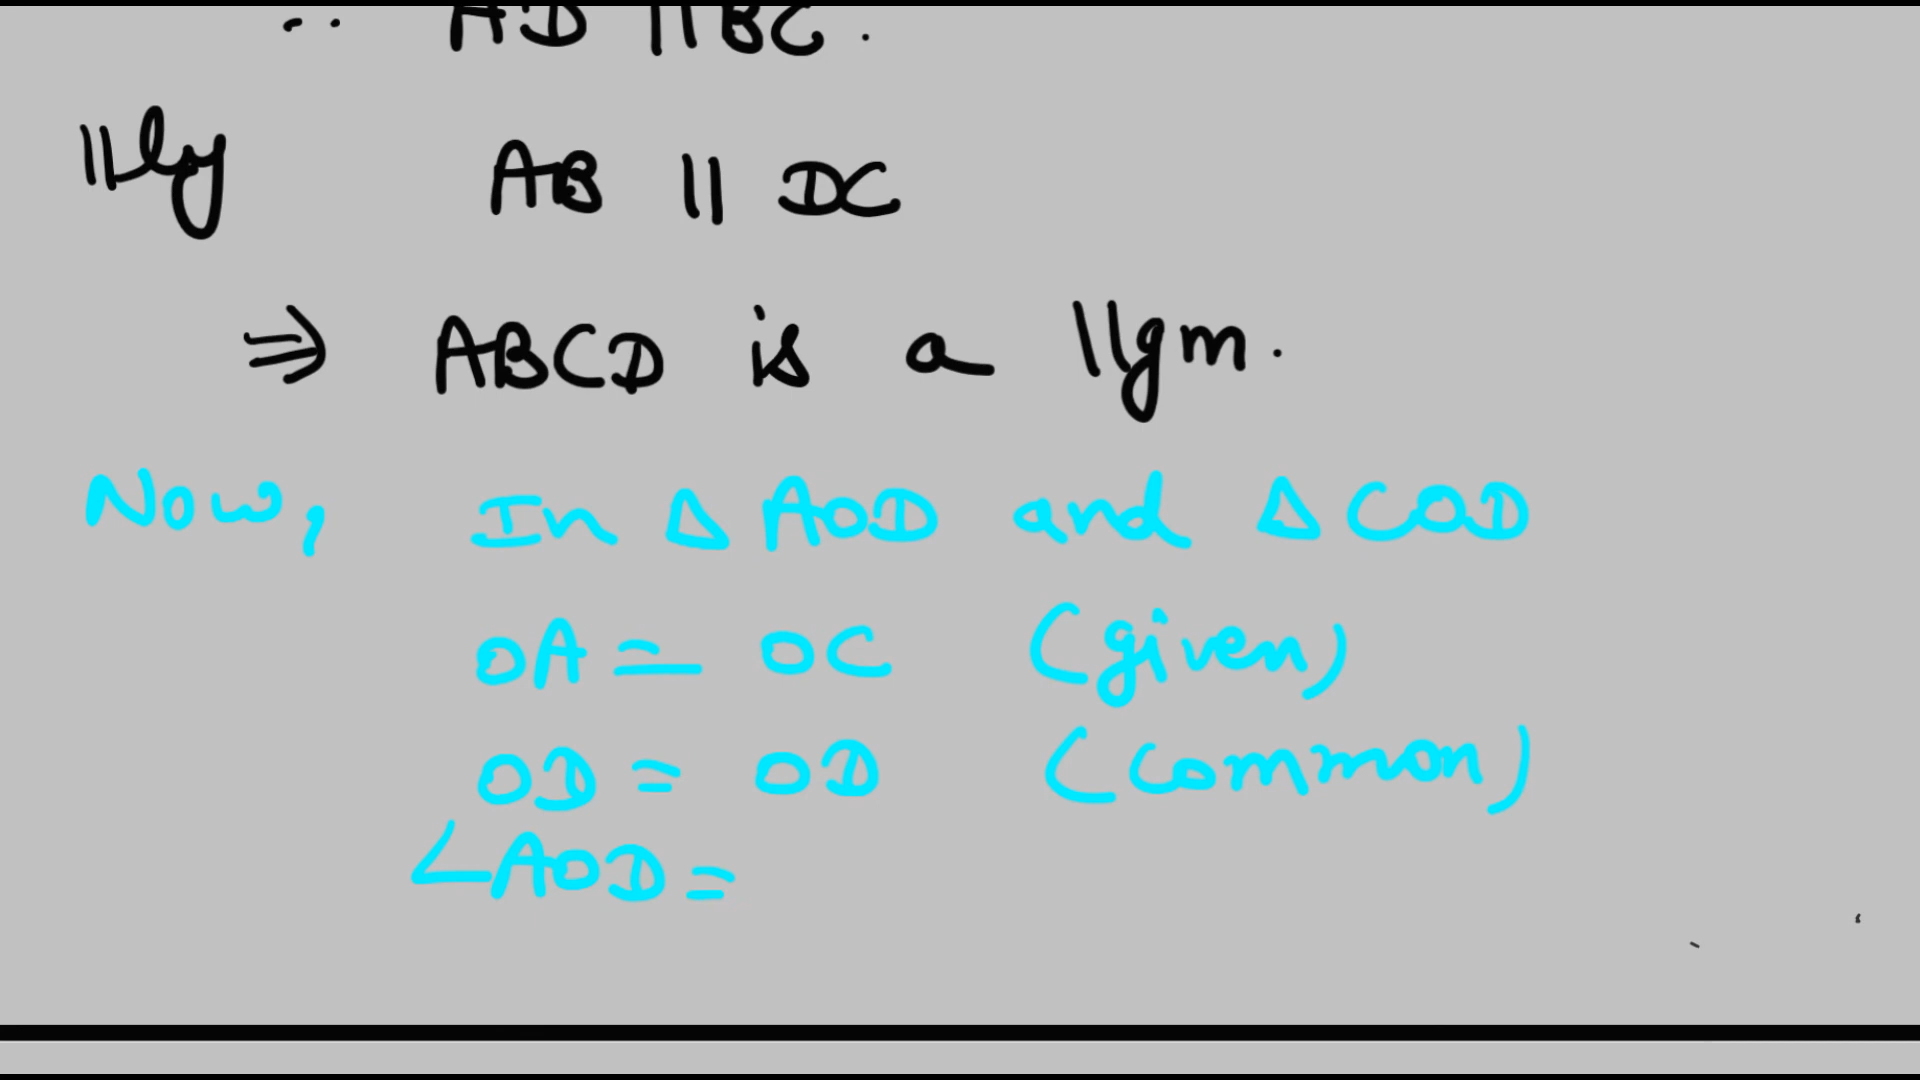 ∴ AD || BC.
||ly AB || DC
⇒ ABCD is a ||gm.
Now, In Δ AOD and Δ COD
OA = OC (given)
OD = OD (common)
∠AOD =